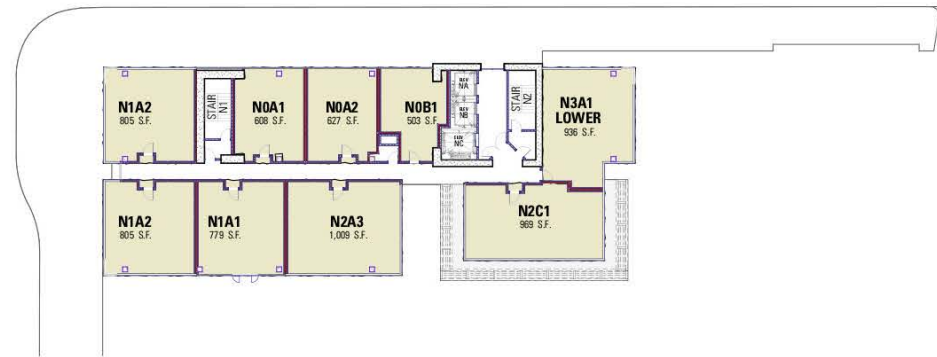 N1A2
805 S.F.
STAIR
N1
N0A1
608 S.F.
N0A2
627 S.F.
N0B1
503 S.F.
ELEV
NA
ELEV
NB
ELEV
NC
STAIR
N2
N3A1
LOWER
936 S.F.
N1A2
805 S.F.
N1A1
779 S.F.
N2A3
1,009 S.F.
N2C1
969 S.F.